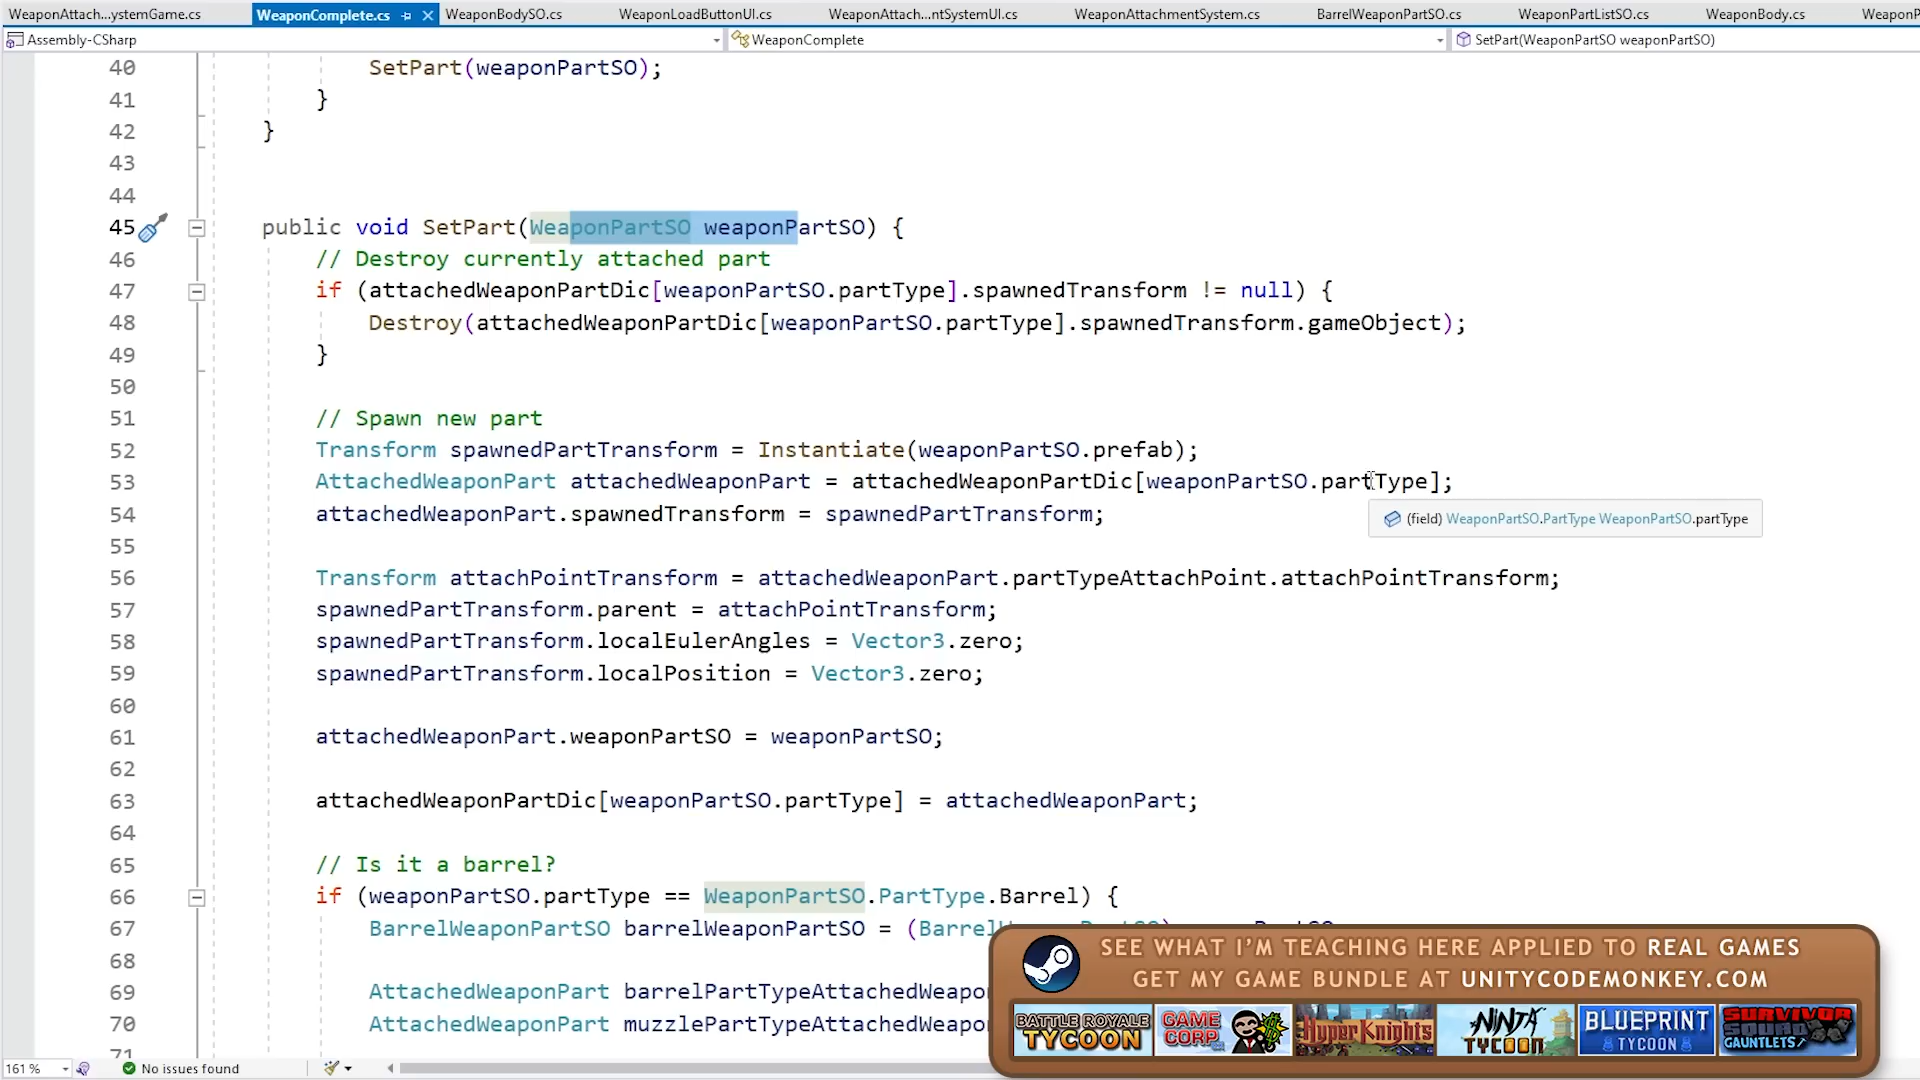 WeaponAttach...ystemGame.cs WeaponComplete.cs WeaponBodySO.cs WeaponLoadButtonUI.cs WeaponAttach...ntSystemUI.cs WeaponAttachmentSystem.cs BarrelWeaponPartSO.cs WeaponPartListSO.cs WeaponBody.cs WeaponP
Assembly-CSharp WeaponComplete SetPart(WeaponPartSO weaponPartSO)
40 SetPart(weaponPartSO);
41 }
42 }
43
44
45 public void SetPart(WeaponPartSO weaponPartSO) {
46 // Destroy currently attached part
47 if (attachedWeaponPartDic[weaponPartSO.partType].spawnedTransform != null) {
48 Destroy(attachedWeaponPartDic[weaponPartSO.partType].spawnedTransform.gameObject);
49 }
50
51 // Spawn new part
52 Transform spawnedPartTransform = Instantiate(weaponPartSO.prefab);
53 AttachedWeaponPart attachedWeaponPart = attachedWeaponPartDic[weaponPartSO.partType];
54 attachedWeaponPart.spawnedTransform = spawnedPartTransform;
(field) WeaponPartSO.PartType WeaponPartSO.partType
55
56 Transform attachPointTransform = attachedWeaponPart.partTypeAttachPoint.attachPointTransform;
57 spawnedPartTransform.parent = attachPointTransform;
58 spawnedPartTransform.localEulerAngles = Vector3.zero;
59 spawnedPartTransform.localPosition = Vector3.zero;
60
61 attachedWeaponPart.weaponPartSO = weaponPartSO;
62
63 attachedWeaponPartDic[weaponPartSO.partType] = attachedWeaponPart;
64
65 // Is it a barrel?
66 if (weaponPartSO.partType == WeaponPartSO.PartType.Barrel) {
67 BarrelWeaponPartSO barrelWeaponPartSO =
68
69 AttachedWeaponPart barrelPartTypeAttachedWeapo
70 AttachedWeaponPart muzzlePartTypeAttachedWeapo
71
SEE WHAT I'M TEACHING HERE APPLIED TO REAL GAMES
GET MY GAME BUNDLE AT UNITYCODEMONKEY.COM
BATTLE ROYALE TYCOON GAME CORP HYPER KNIGHTS NINJA TYCOON BLUEPRINT TYCOON SURVIVOR SQUAD GAUNTLETS
161 % No issues found